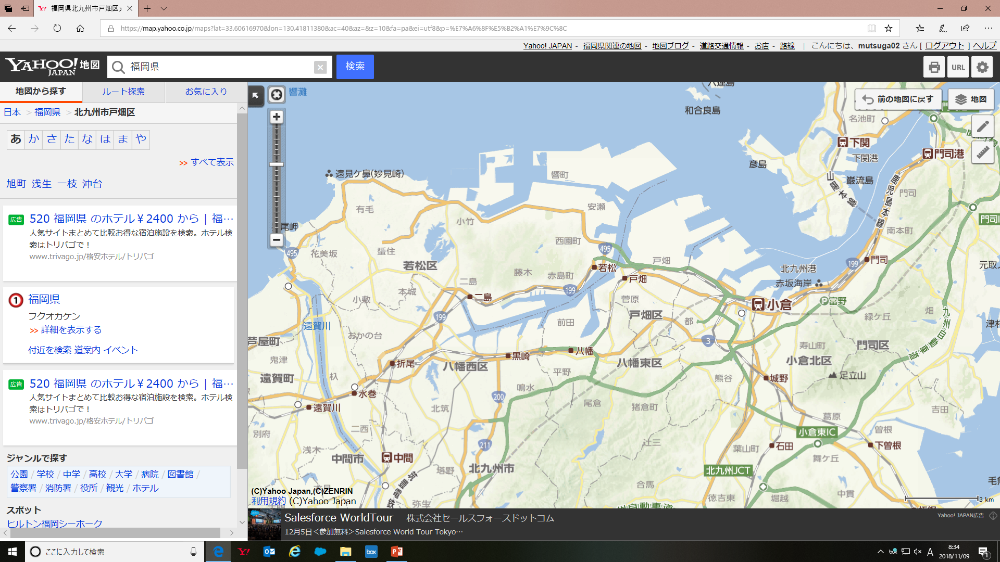 福岡県北九州市戸畑区
https://map.yahoo.co.jp/maps?lat=33.60616970&lon=130.41811380&ac=40&az=&z=10&fa=pa&ei=utf8&p=%E7%A6%8F%E5%B2%A1%E7%9C%8C
Yahoo! JAPAN - 福岡県関連の地図 - 地図ブログ - 道路交通情報 - お店 - 路線 | こんにちは、mutsuga02 さん [ ログアウト ] ヘルプ
YAHOO! JAPAN 地図
福岡県
検索
URL
地図から探す
ルート探索
お気に入り
日本 > 福岡県 > 北九州市戸畑区
あ か さ た な は ま や
>> すべて表示
旭町 浅生 一枝 沖台
広告 520 福岡県 のホテル¥2400 から | 福…
人気サイトまとめて比較お得な宿泊施設を検索。ホテル検
索はトリバゴで！
www.trivago.jp/格安ホテル/トリバゴ
1 福岡県
フクオカケン
>> 詳細を表示する
付近を検索 道案内 イベント
広告 520 福岡県 のホテル¥2400 から | 福…
人気サイトまとめて比較お得な宿泊施設を検索。ホテル検
索はトリバゴで！
www.trivago.jp/格安ホテル/トリバゴ
ジャンルで探す
公園 / 学校 / 中学 / 高校 / 大学 / 病院 / 図書館 /
警察署 / 消防署 / 役所 / 観光 / ホテル
スポット
ヒルトン福岡シーホーク
響灘
和合良島
前の地図に戻す
地図
名池町
下関
下関港
門司港
彦島
巌流島
山陽本線
鹿児島本線
門司
遠見ケ鼻(妙見崎)
響町
有毛
安瀬
小竹
南本町
西園町
495
495
花美坂
蜑住
戸畑
199
門司
若松区
若松
藤木
赤島町
北九州港
赤坂海岸
戸畑
二島
本城
199
二島
小敷
菅原
小倉
富野
緑ケ丘
畑
199
戸畑区
前田
都
遠賀川
おかの台
3
九州自動車道
芦屋町
寿山町
門司区
鬼津
黒崎
八幡
折尾
八幡西区
八幡東区
小倉北区
平野
足立山
遠賀町
熊谷
城野
鳴水
水巻
200
尾倉
猪倉町
遠賀川
北筑
吉田
葛原
二西
小倉東IC
曽根
別府
211
辻三
葉山町
石田
下曽根
浅木
中間市
中間
舞ケ丘
塔野
北九州市
北九州JCT
合馬
中貫
徳吉東
堀越
弥生
(C)Yahoo Japan,(C)ZENRIN
利用規約 (C)Yahoo Japan
3 km
Salesforce WorldTour 株式会社セールスフォースドットコム
12月5日＜参加無料＞Salesforce World Tour Tokyo…
Yahoo! JAPAN広告
ここに入力して検索
box
A
8:34
2018/11/09
1